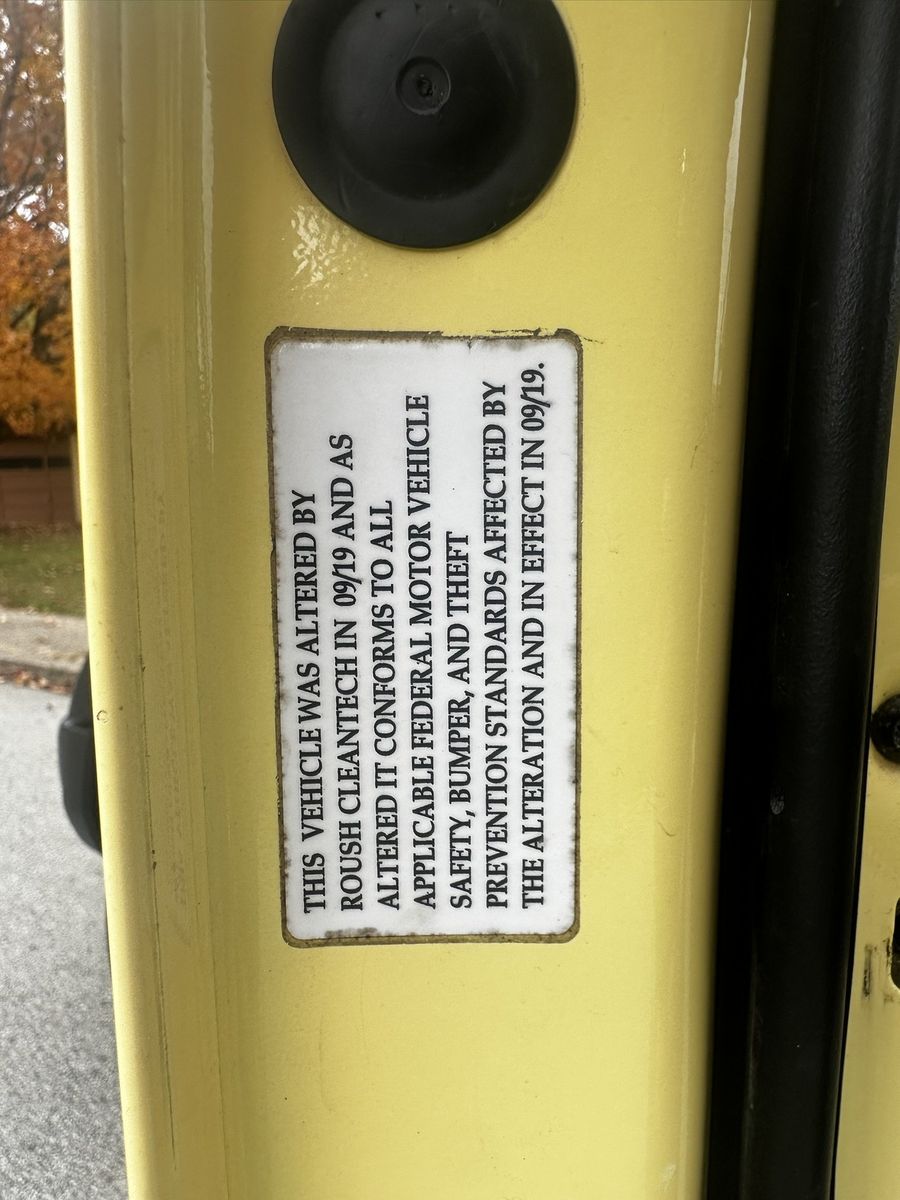 THIS VEHICLE WAS ALTERED BY
ROUSH CLEANTECH IN 09/19 AND AS
ALTERED IT CONFORMS TO ALL
APPLICABLE FEDERAL MOTOR VEHICLE
SAFETY, BUMPER, AND THEFT
PREVENTION STANDARDS AFFECTED BY
THE ALTERATION AND IN EFFECT IN 09/19.